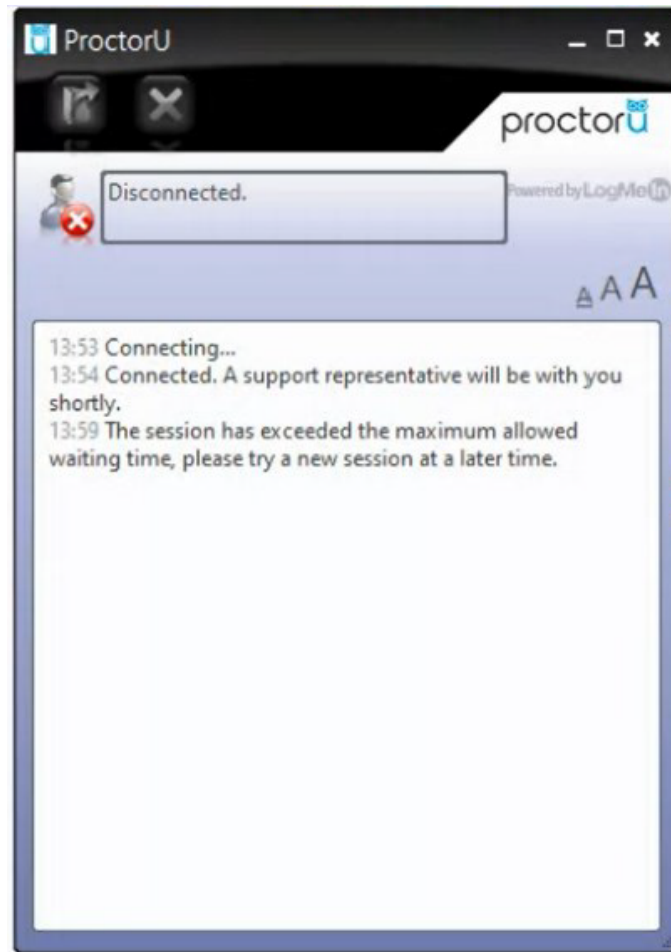 ProctorU
proctorU
Disconnected.
Powered by LogMeIn
A A A
13:53 Connecting...
13:54 Connected. A support representative will be with you
shortly.
13:59 The session has exceeded the maximum allowed
waiting time, please try a new session at a later time.